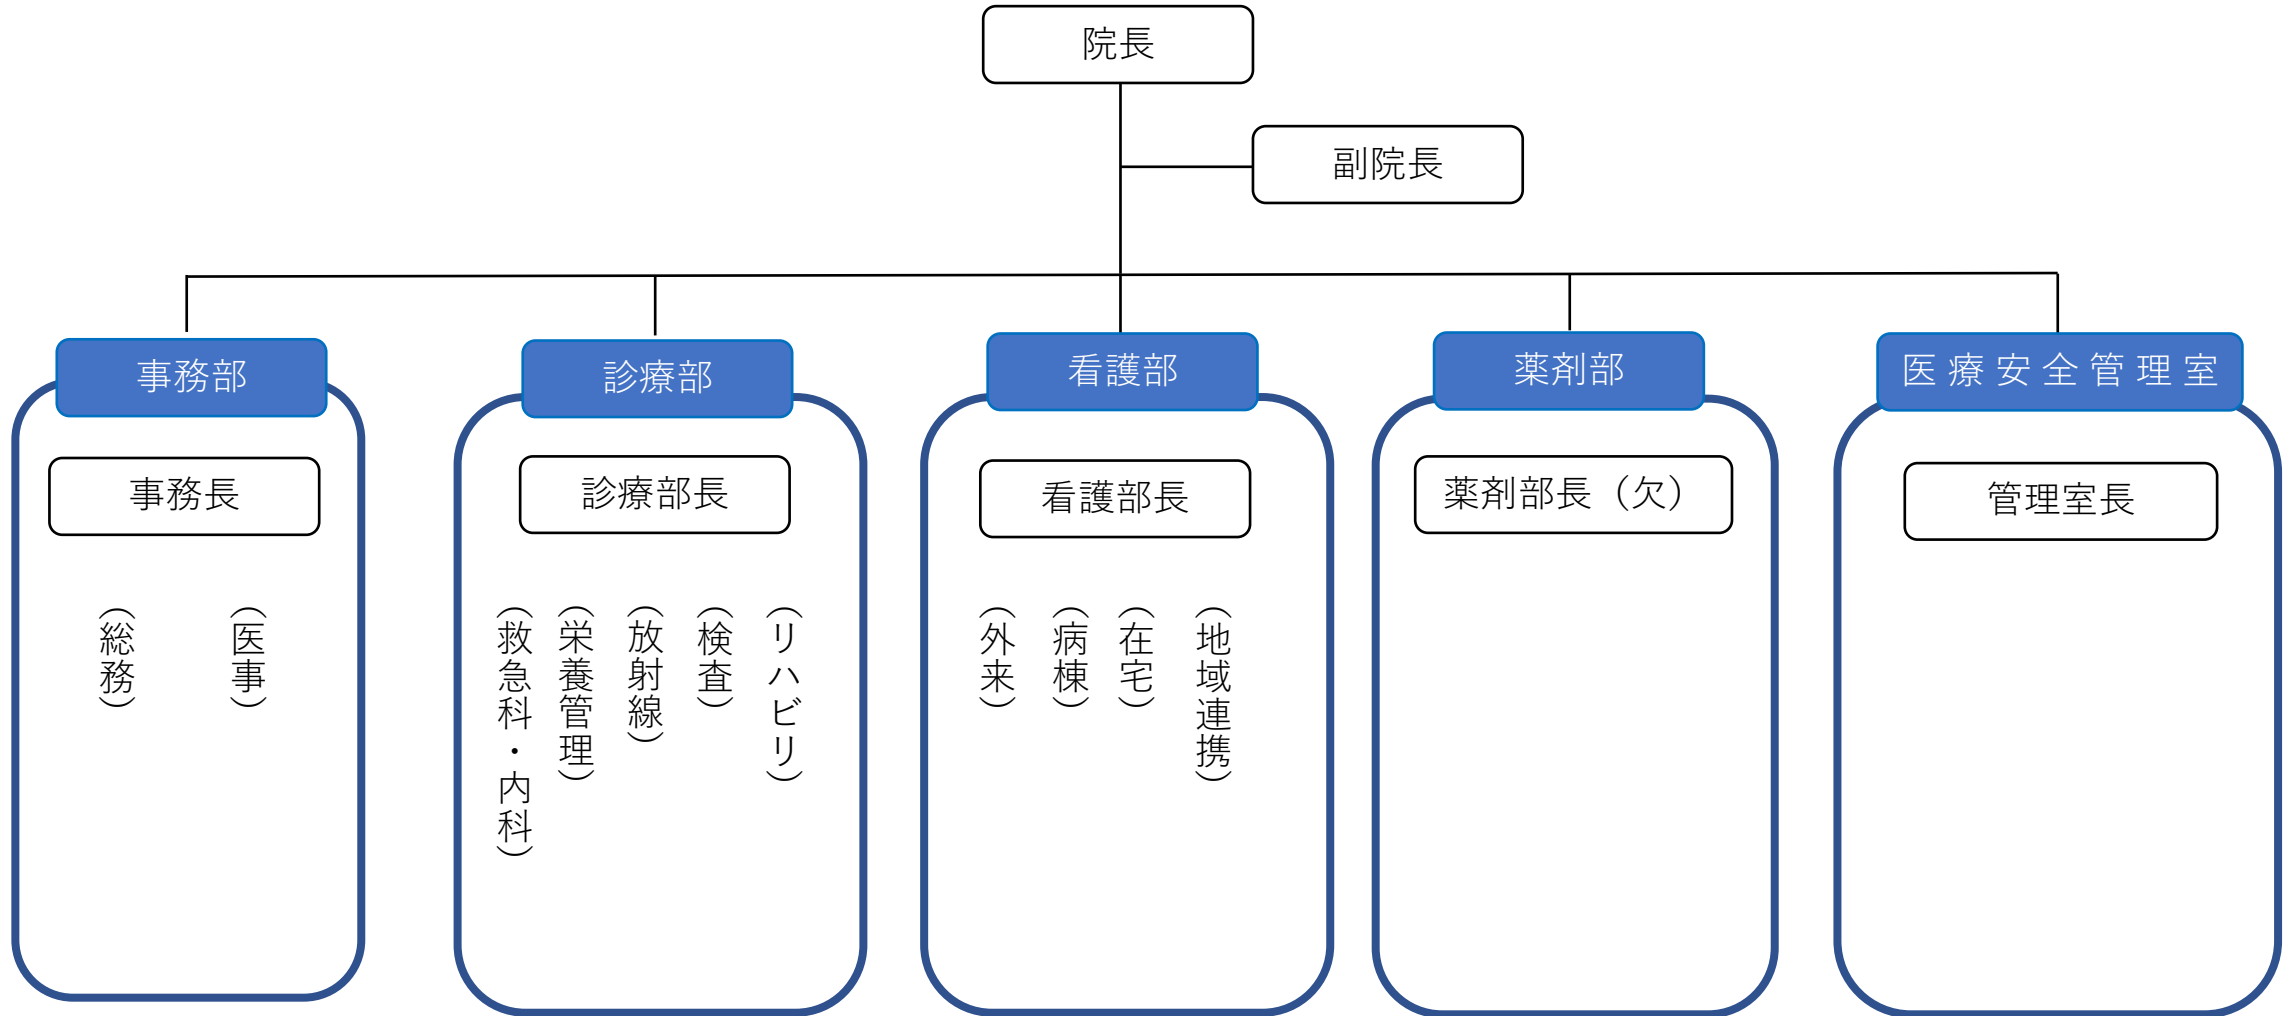 院長
副院長
事務部
診療部
看護部
薬剤部
医療安全管理室
事務長
診療部長
看護部長
薬剤部長（欠）
管理室長
（総務）
（医事）
（救急科・内科）
（栄養管理）
（放射線）
（検査）
（リハビリ）
（外来）
（病棟）
（在宅）
（地域連携）